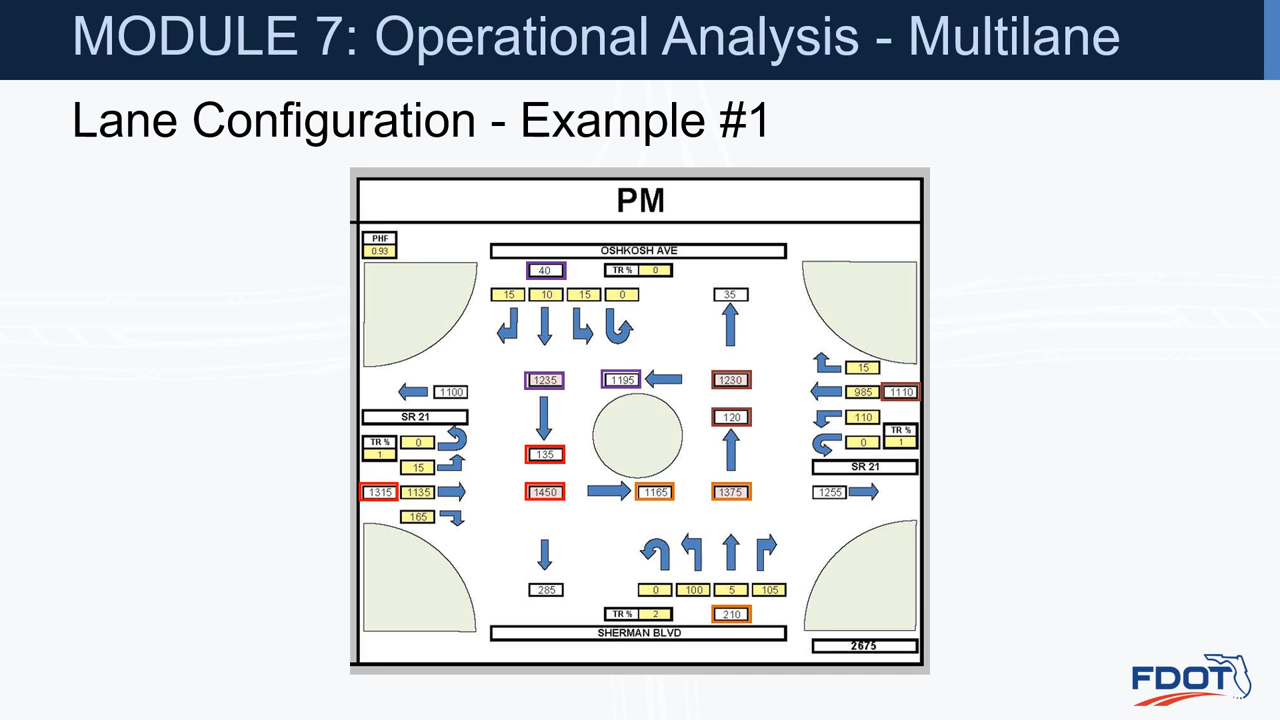 MODULE 7: Operational Analysis - Multilane
Lane Configuration - Example #1
PM
PHF
0.93
OSHKOSH AVE
40
TR % 0
15 10 15 0
35
15
1235
1195
1230
1100
985 1110
SR 21
120
110
TR %
1
TR %
1
0
0
135
15
SR 21
1315 1135
1450
1165
1375
1255
165
285
0 100 5 105
TR % 2
210
SHERMAN BLVD
2675
FDOT